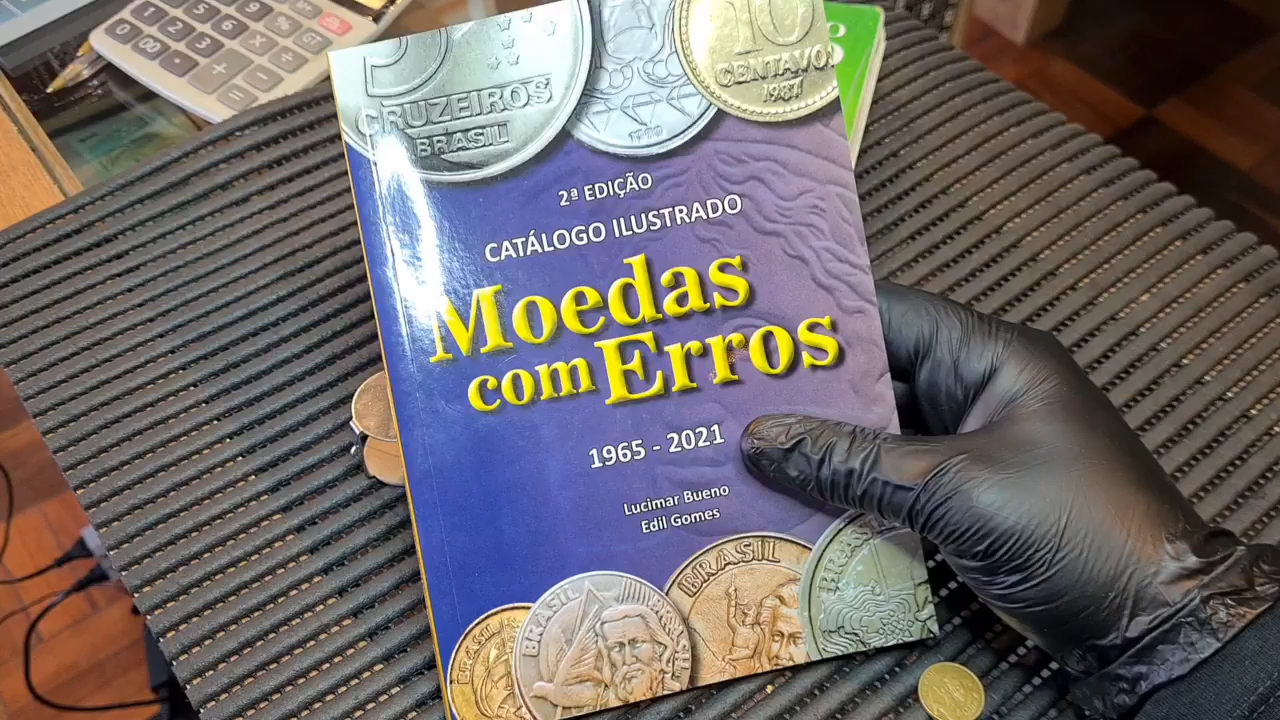 CRUZEIROS
BRASIL
1990
10
CENTAVOS
1987
2ª EDIÇÃO
CATÁLOGO ILUSTRADO
Moedas
com Erros
1965 - 2021
Lucimar Bueno
Edil Gomes
BRASIL
BRASIL
BRASIL
BRASIL